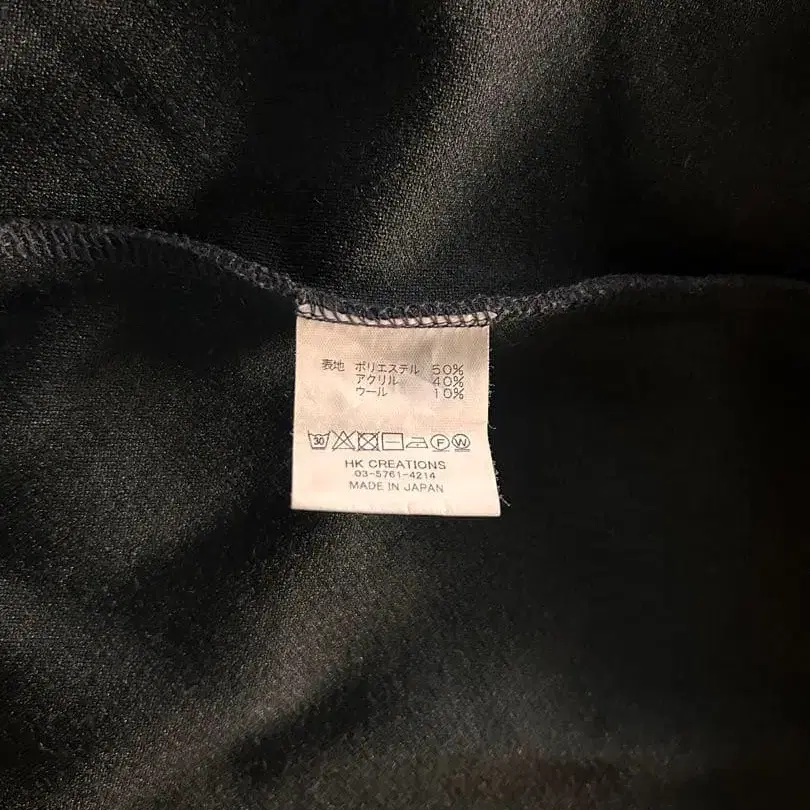 表地 ポリエステル 50%
アクリル 40%
ウール 10%
30 F W
HK CREATIONS
03-5761-4214
MADE IN JAPAN